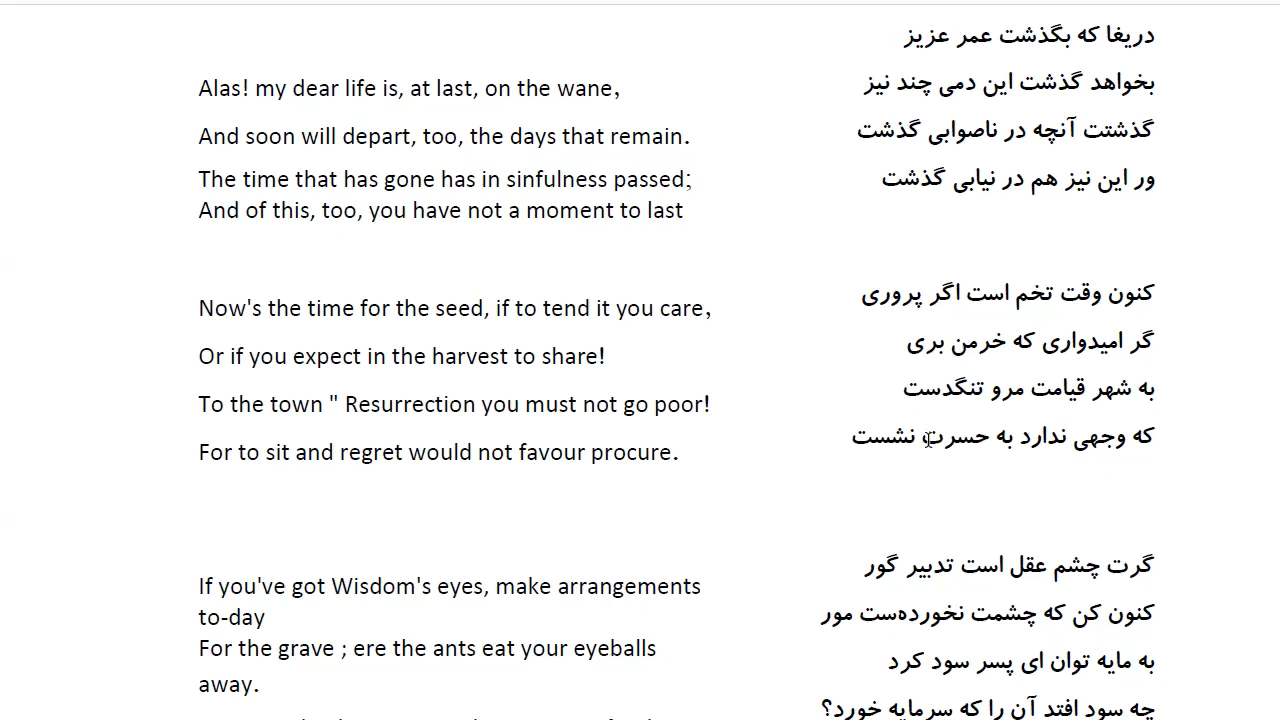 Alas! my dear life is, at last, on the wane,
And soon will depart, too, the days that remain.
The time that has gone has in sinfulness passed;
And of this, too, you have not a moment to last
دریغا که بگذشت عمر عزیز
بخواهد گذشت این دمی چند نیز
گذشتت آنچه در ناصوابی گذشت
ور این نیز هم در نیابی گذشت
Now's the time for the seed, if to tend it you care,
Or if you expect in the harvest to share!
To the town " Resurrection you must not go poor!
For to sit and regret would not favour procure.
کنون وقت تخم است اگر پروری
گر امیدواری که خرمن بری
به شهر قیامت مرو تنگدست
که وجهی ندارد به حسرت نشست
If you've got Wisdom's eyes, make arrangements
to-day
For the grave ; ere the ants eat your eyeballs
away.
گرت چشم عقل است تدبیر گور
کنون کن که چشمت نخورده‌ست مور
به مایه توان ای پسر سود کرد
چه سود افتد آن را که سرمایه خورد؟